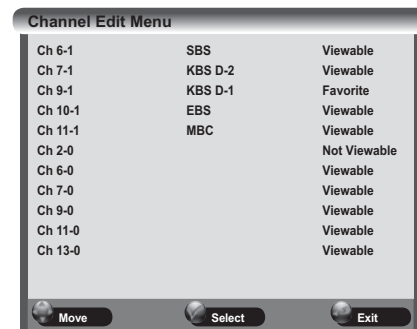 Channel Edit Menu
Ch 6-1 SBS Viewable
Ch 7-1 KBS D-2 Viewable
Ch 9-1 KBS D-1 Favorite
Ch 10-1 EBS Viewable
Ch 11-1 MBC Viewable
Ch 2-0 Not Viewable
Ch 6-0 Viewable
Ch 7-0 Viewable
Ch 9-0 Viewable
Ch 11-0 Viewable
Ch 13-0 Viewable
Move Select Exit